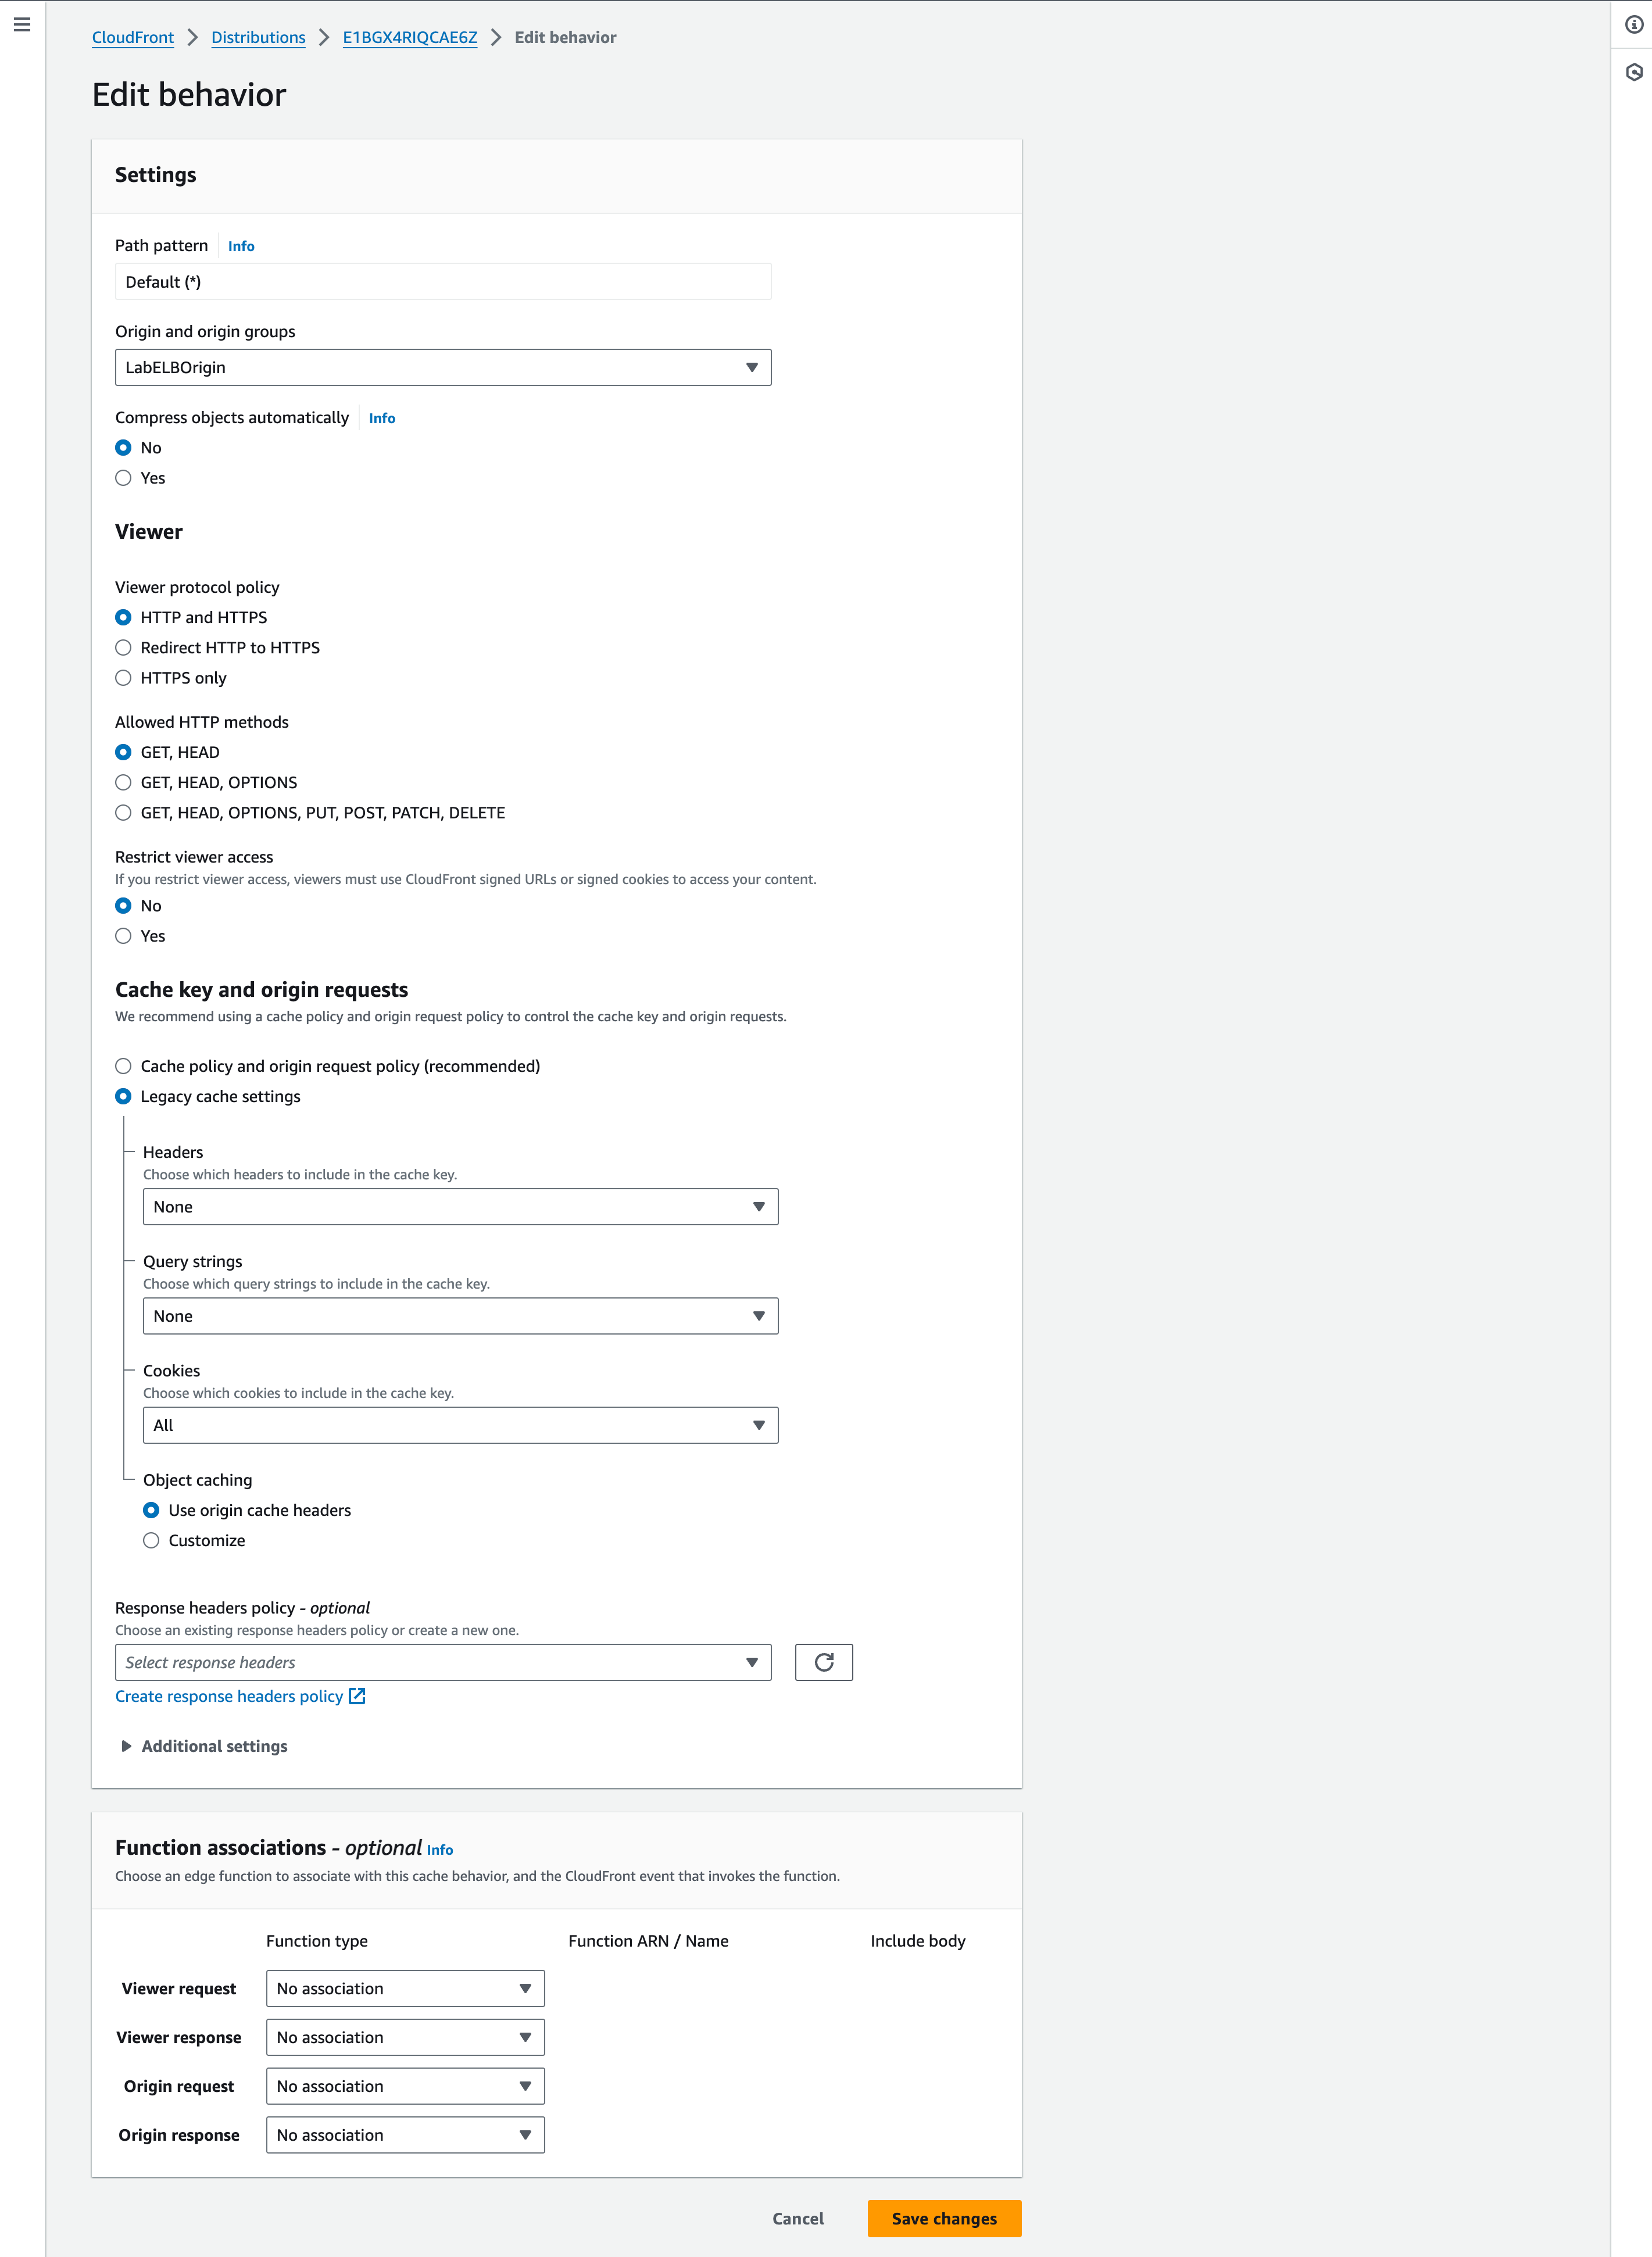 CloudFront > Distributions > E1BGX4RIQCAE6Z > Edit behavior
Edit behavior
Settings
Path pattern Info
Default (*)
Origin and origin groups
LabELBOrigin
Compress objects automatically Info
No
Yes
Viewer
Viewer protocol policy
HTTP and HTTPS
Redirect HTTP to HTTPS
HTTPS only
Allowed HTTP methods
GET, HEAD
GET, HEAD, OPTIONS
GET, HEAD, OPTIONS, PUT, POST, PATCH, DELETE
Restrict viewer access
If you restrict viewer access, viewers must use CloudFront signed URLs or signed cookies to access your content.
No
Yes
Cache key and origin requests
We recommend using a cache policy and origin request policy to control the cache key and origin requests.
Cache policy and origin request policy (recommended)
Legacy cache settings
Headers
Choose which headers to include in the cache key.
None
Query strings
Choose which query strings to include in the cache key.
None
Cookies
Choose which cookies to include in the cache key.
All
Object caching
Use origin cache headers
Customize
Response headers policy - optional
Choose an existing response headers policy or create a new one.
Select response headers
Create response headers policy
Additional settings
Function associations - optional Info
Choose an edge function to associate with this cache behavior, and the CloudFront event that invokes the function.
Function type Function ARN / Name Include body
Viewer request No association
Viewer response No association
Origin request No association
Origin response No association
Cancel Save changes